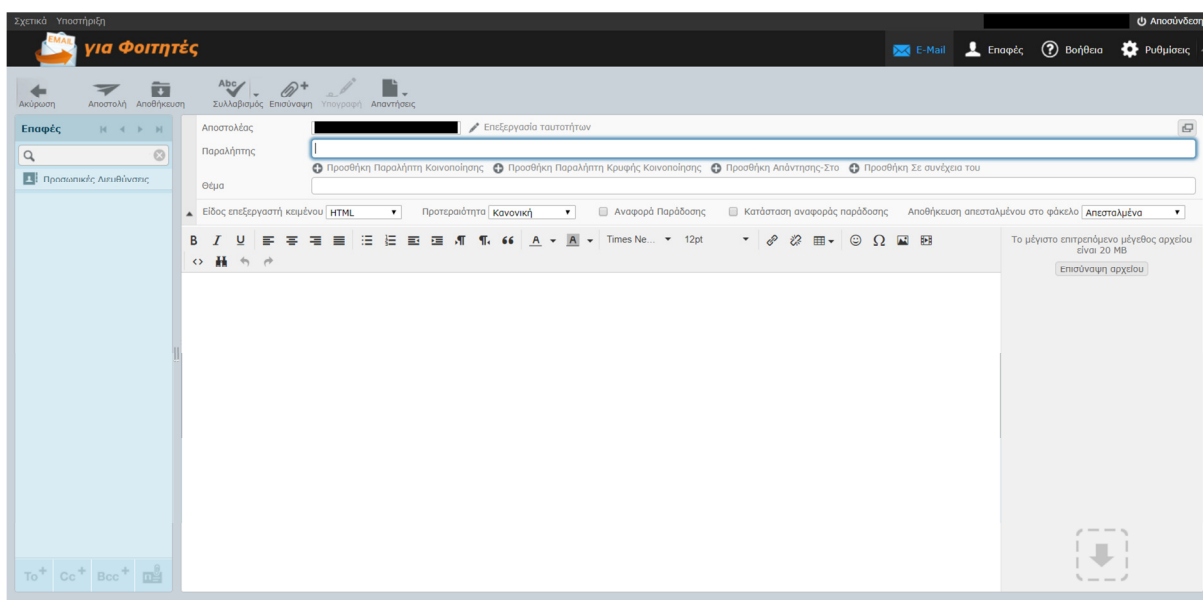 Σχετικά Υποστήριξη Αποσύνδεση
EMAIL για Φοιτητές E-Mail Επαφές Βοήθεια Ρυθμίσεις
Abc
Ακύρωση Αποστολή Αποθήκευση Συλλαβισμός Επισύναψη Υπογραφή Απαντήσεις
Επαφές
Προσωπικές Διευθύνσεις
Αποστολέας Επεξεργασία ταυτοτήτων
Παραλήπτης
Προσθήκη Παραλήπτη Κοινοποίησης Προσθήκη Παραλήπτη Κρυφής Κοινοποίησης Προσθήκη Απάντησης-Στο Προσθήκη Σε συνέχεια του
Θέμα
Είδος επεξεργαστή κειμένου HTML Προτεραιότητα Κανονική Αναφορά Παράδοσης Κατάσταση αναφοράς παράδοσης Αποθήκευση απεσταλμένου στο φάκελο Απεσταλμένα
B I U A A Times Ne... 12pt Ω
Το μέγιστο επιτρεπόμενο μέγεθος αρχείου
είναι 20 MB
Επισύναψη αρχείου
To+ Cc+ Bcc+